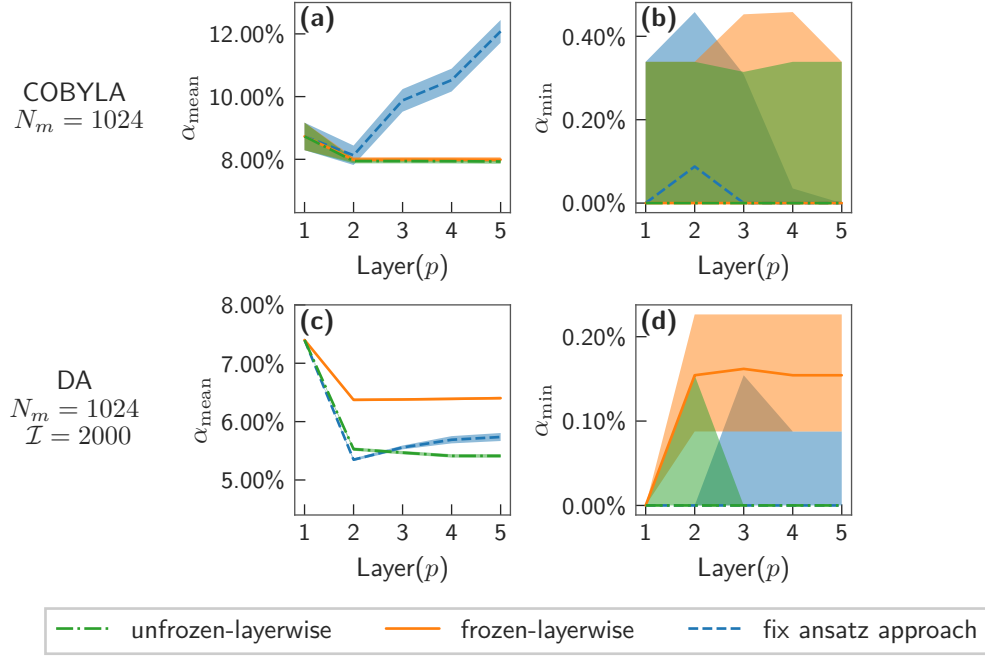 (a)
12.00%
10.00%
8.00%
α_mean
1 2 3 4 5
Layer(p)
(b)
0.40%
0.20%
0.00%
α_min
1 2 3 4 5
Layer(p)
COBYLA
N_m = 1024
(c)
8.00%
7.00%
6.00%
5.00%
α_mean
1 2 3 4 5
Layer(p)
(d)
0.20%
0.10%
0.00%
α_min
1 2 3 4 5
Layer(p)
DA
N_m = 1024
I = 2000
unfrozen-layerwise frozen-layerwise fix ansatz approach